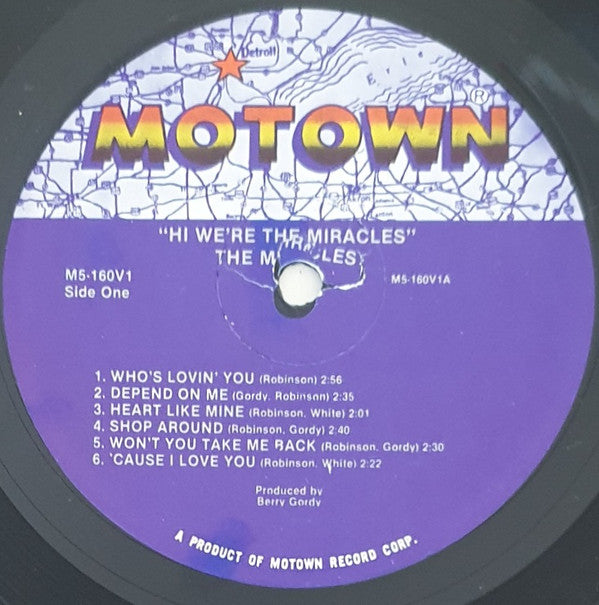 Detroit
Erie
MOTOWN®
"HI WE'RE THE MIRACLES"
THE MIRACLES
M5-160V1
Side One
M5-160V1A
1. WHO'S LOVIN' YOU (Robinson) 2:56
2. DEPEND ON ME (Gordy, Robinson) 2:35
3. HEART LIKE MINE (Robinson, White) 2:01
4. SHOP AROUND (Robinson, Gordy) 2:40
5. WON'T YOU TAKE ME BACK (Robinson, Gordy) 2:30
6. 'CAUSE I LOVE YOU (Robinson, White) 2:22
Produced by
Berry Gordy
A PRODUCT OF MOTOWN RECORD CORP.